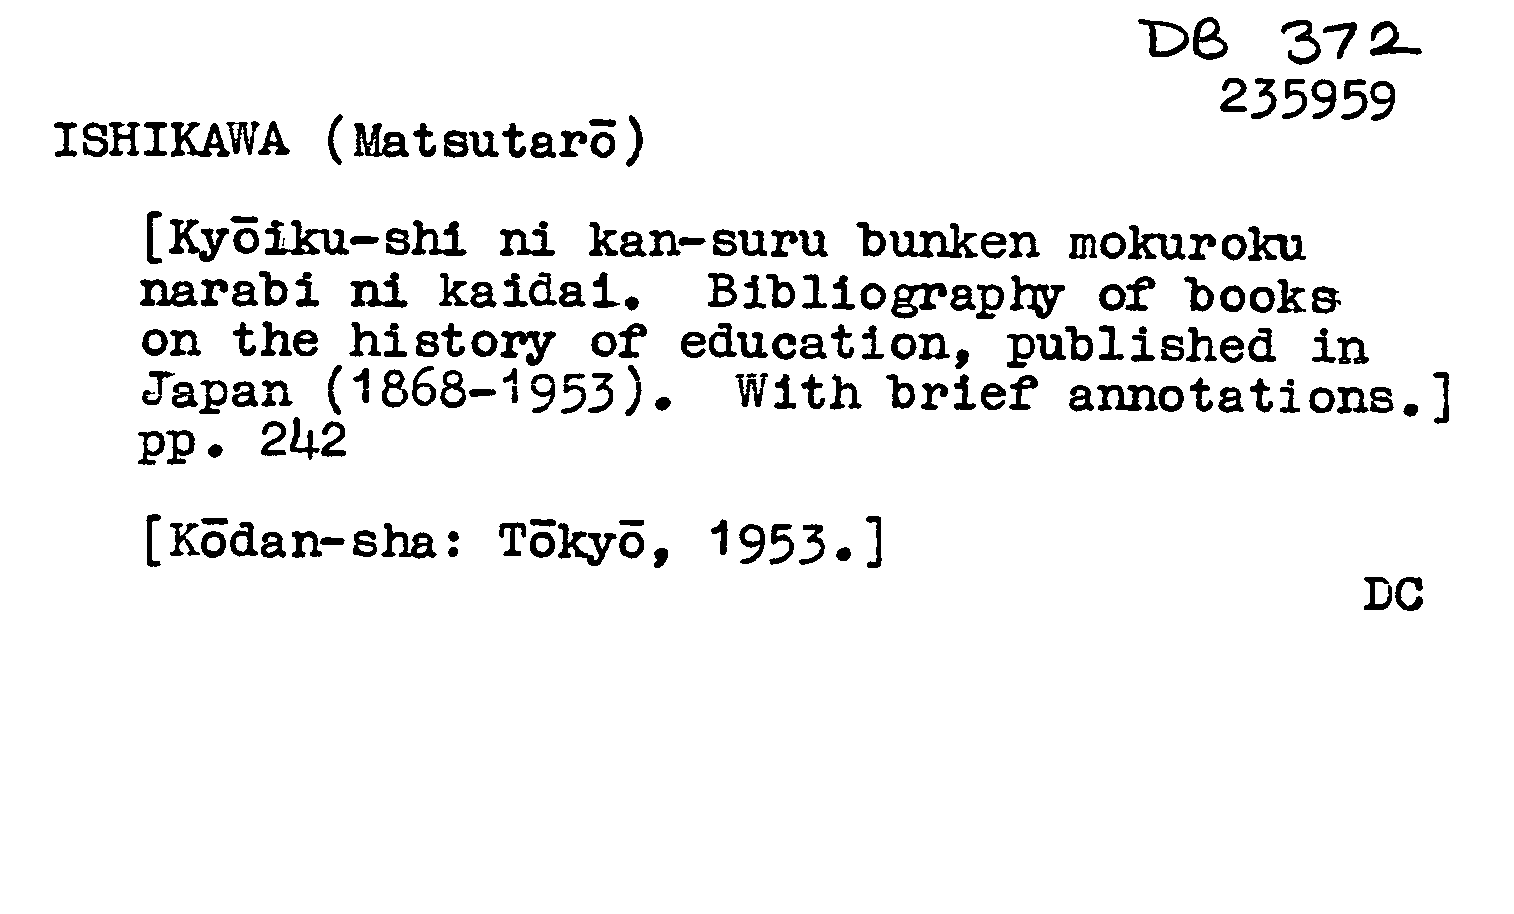 DB 372
235959
ISHIKAWA (Matsutarō)
[Kyōiku-shi ni kan-suru bunken mokuroku
narabi ni kaidai. Bibliography of books
on the history of education, published in
Japan (1868-1953). With brief annotations.]
pp. 242
[Kōdan-sha: Tōkyō, 1953.]
DC